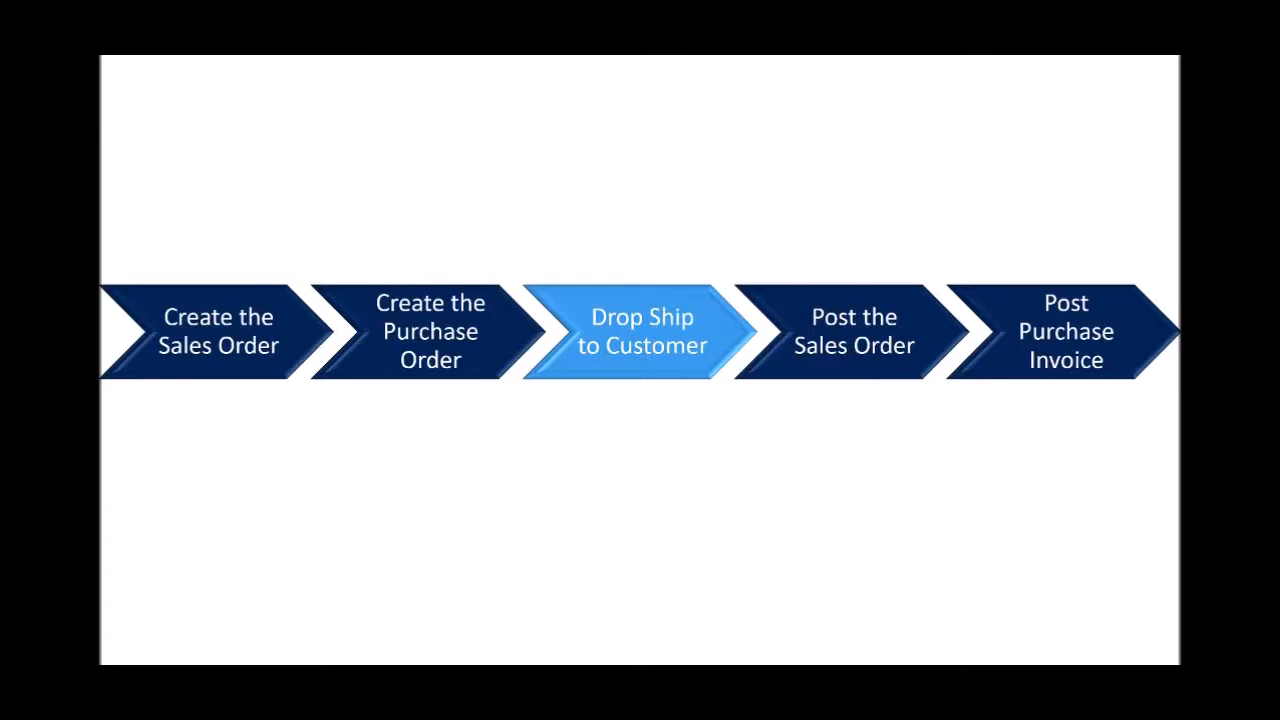 Create the
Sales Order
Create the
Purchase
Order
Drop Ship
to Customer
Post the
Sales Order
Post
Purchase
Invoice